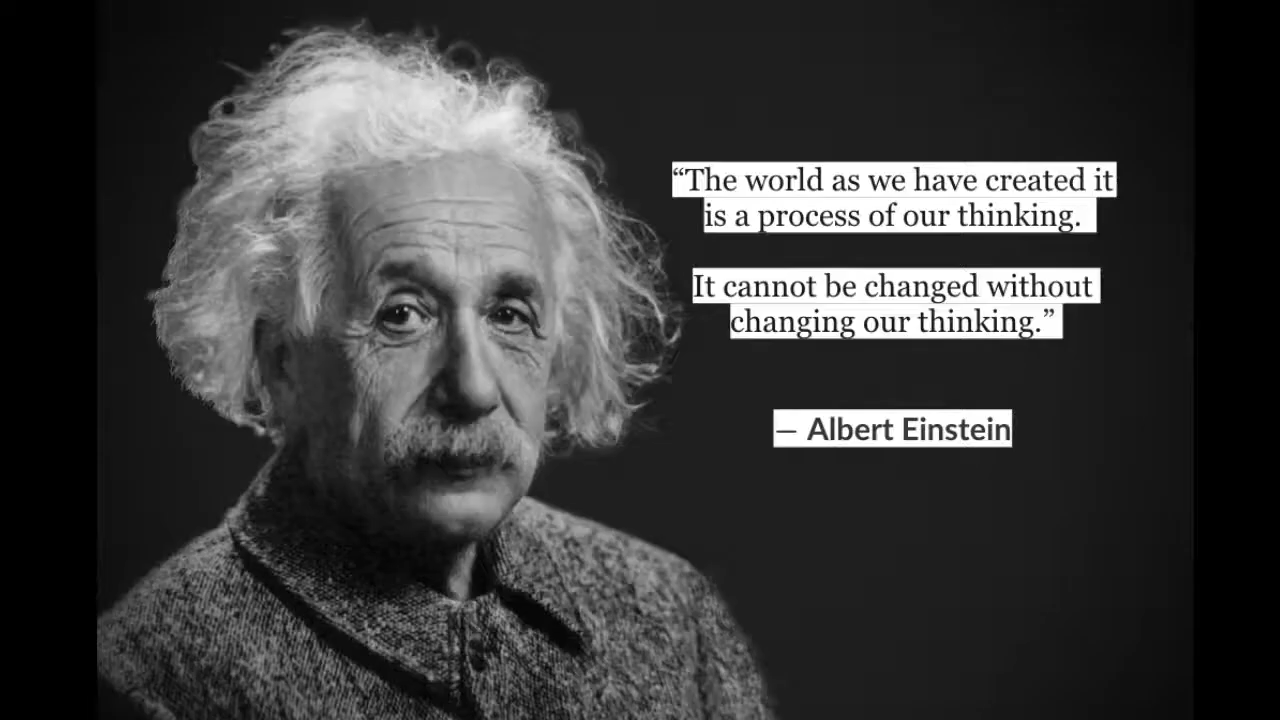 “The world as we have created it
is a process of our thinking.
It cannot be changed without
changing our thinking.”
— Albert Einstein